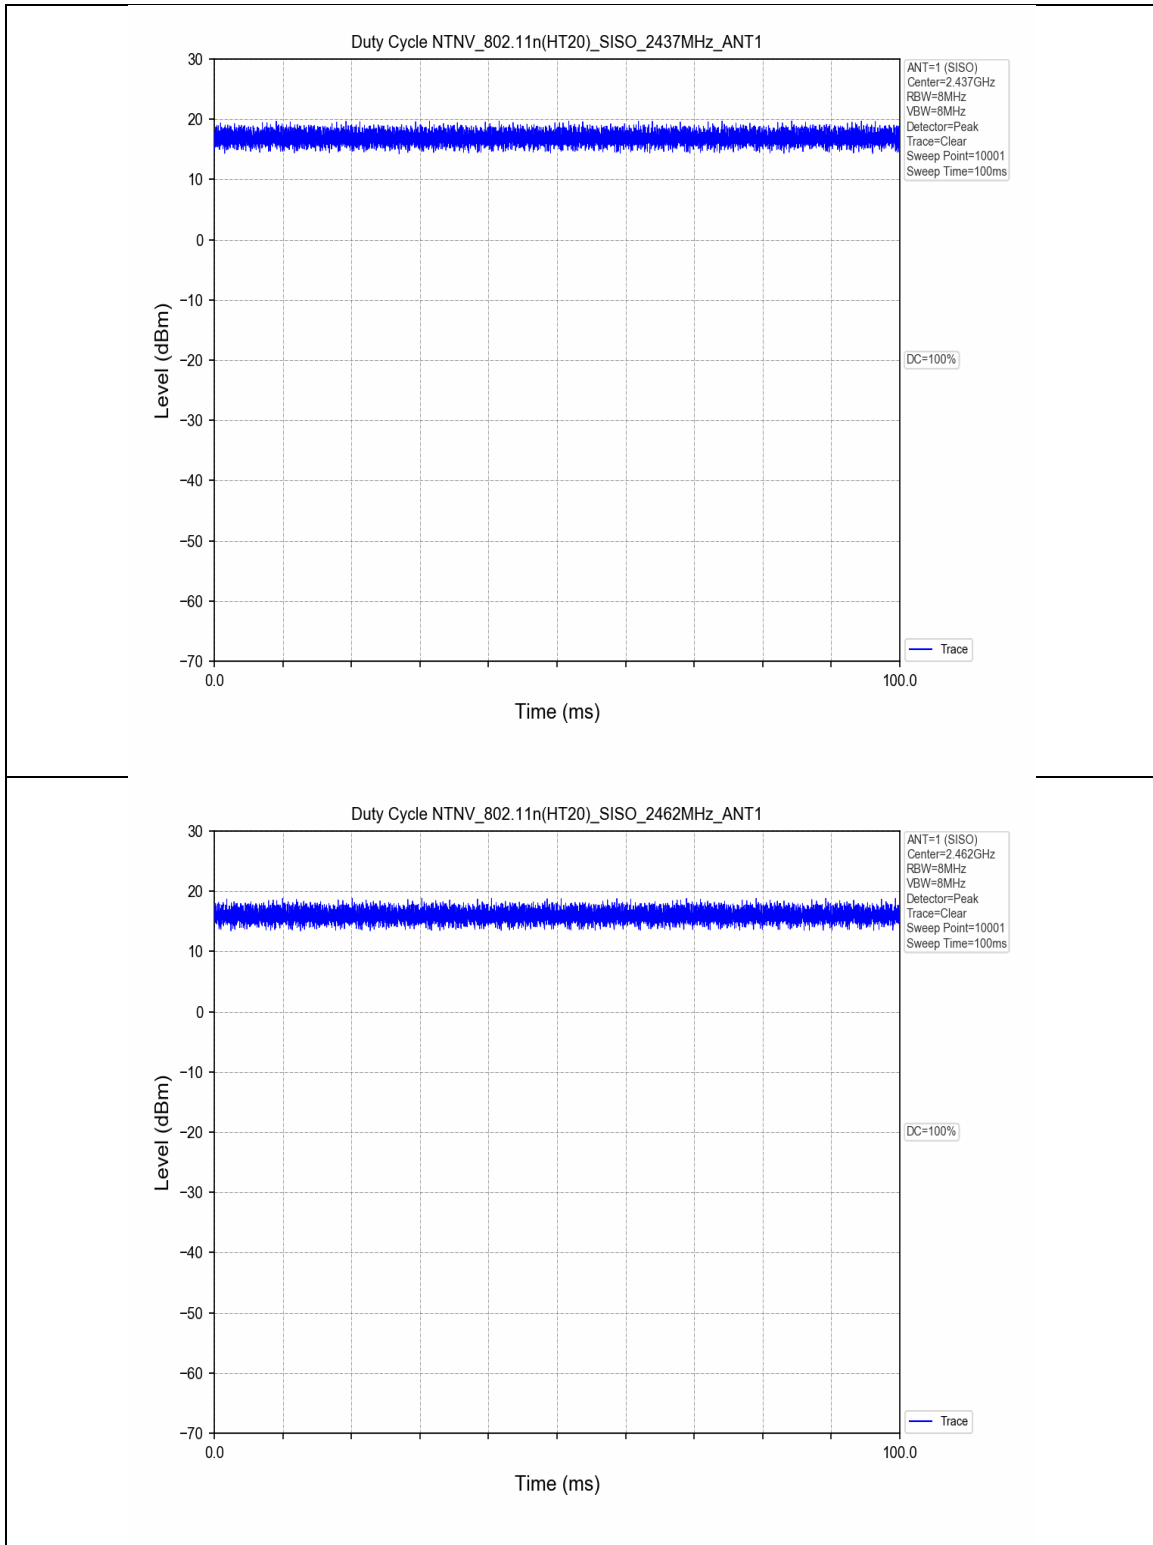 Duty Cycle NTNV_802.11n(HT20)_SISO_2437MHz_ANT1
30
20
10
0
−10
−20
−30
−40
−50
−60
−70
Level (dBm)
0.0
100.0
Time (ms)
ANT=1 (SISO)
Center=2.437GHz
RBW=8MHz
VBW=8MHz
Detector=Peak
Trace=Clear
Sweep Point=10001
Sweep Time=100ms
DC=100%
Trace
Duty Cycle NTNV_802.11n(HT20)_SISO_2462MHz_ANT1
30
20
10
0
−10
−20
−30
−40
−50
−60
−70
Level (dBm)
0.0
100.0
Time (ms)
ANT=1 (SISO)
Center=2.462GHz
RBW=8MHz
VBW=8MHz
Detector=Peak
Trace=Clear
Sweep Point=10001
Sweep Time=100ms
DC=100%
Trace